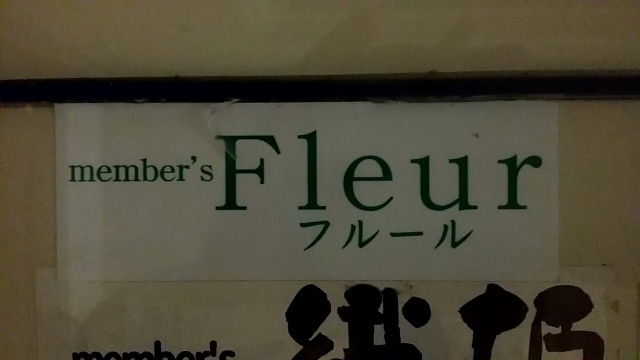 member's Fleur
フルール
member's